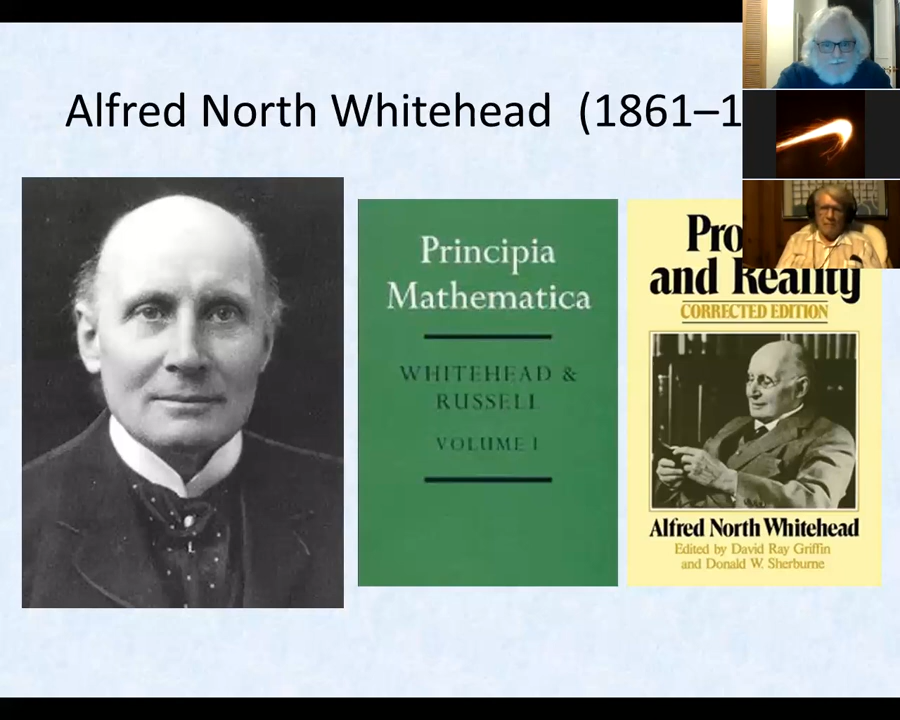 Alfred North Whitehead (1861–1
Principia
Mathematica
WHITEHEAD &
RUSSELL
VOLUME I
Pro
and Reality
CORRECTED EDITION
Alfred North Whitehead
Edited by David Ray Griffin
and Donald W. Sherburne